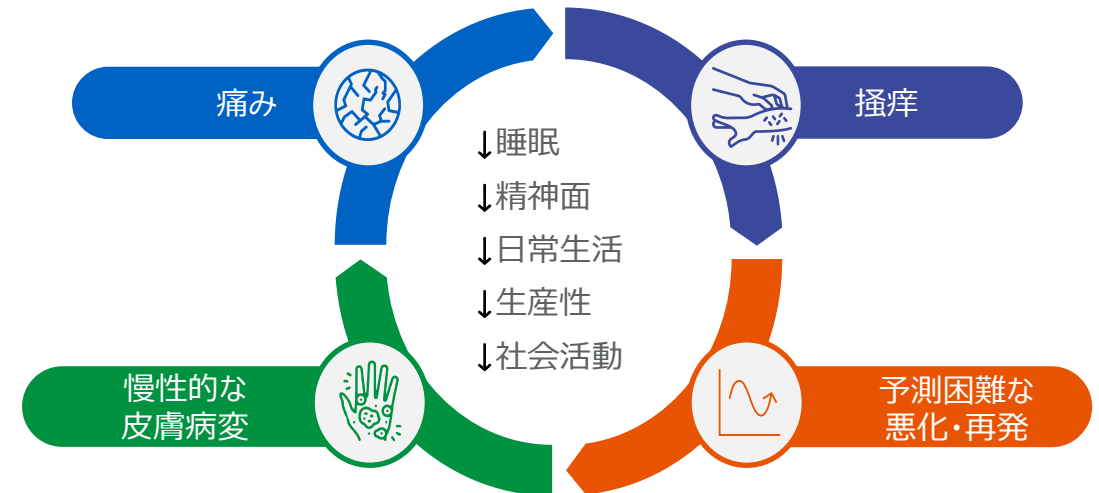 痛み
掻痒
↓睡眠
↓精神面
↓日常生活
↓生産性
↓社会活動
慢性的な
皮膚病変
予測困難な
悪化・再発